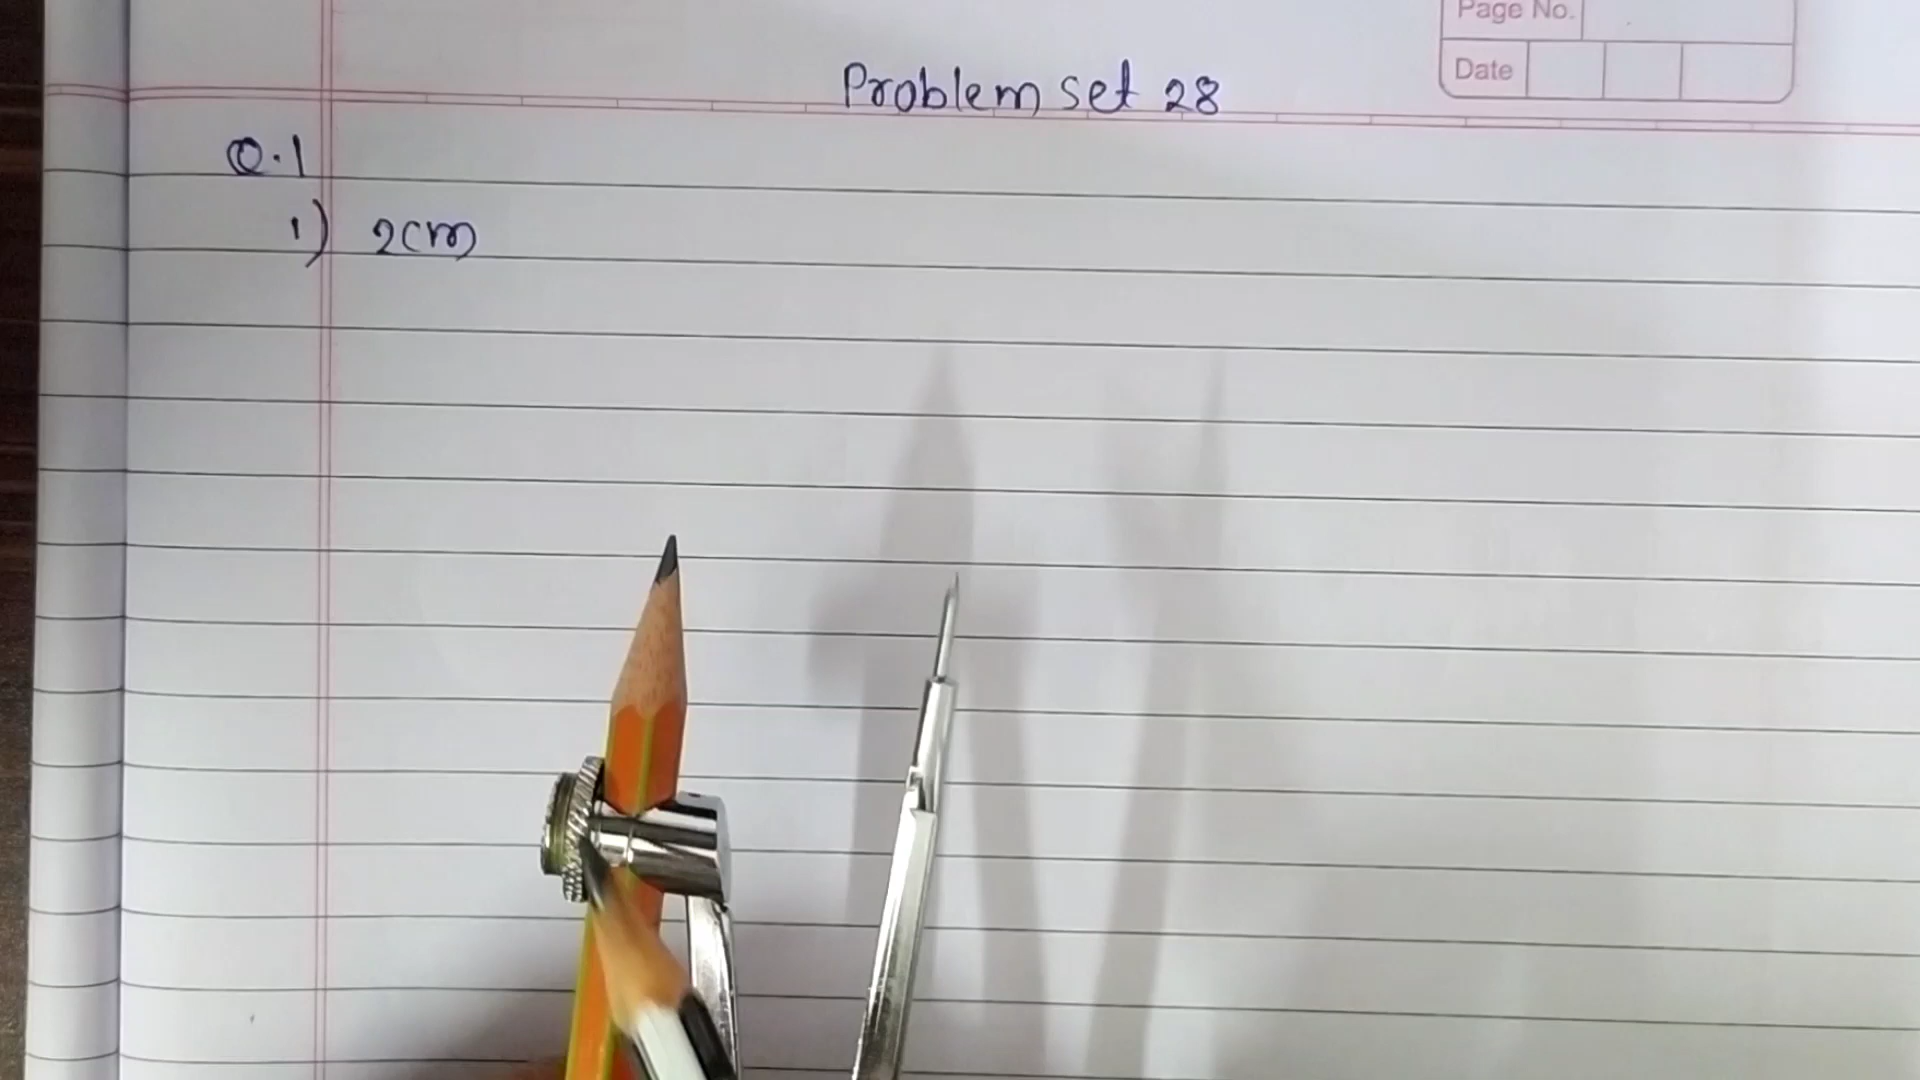 Page No.
Date
Problem set 28
Q.1
1) 2cm